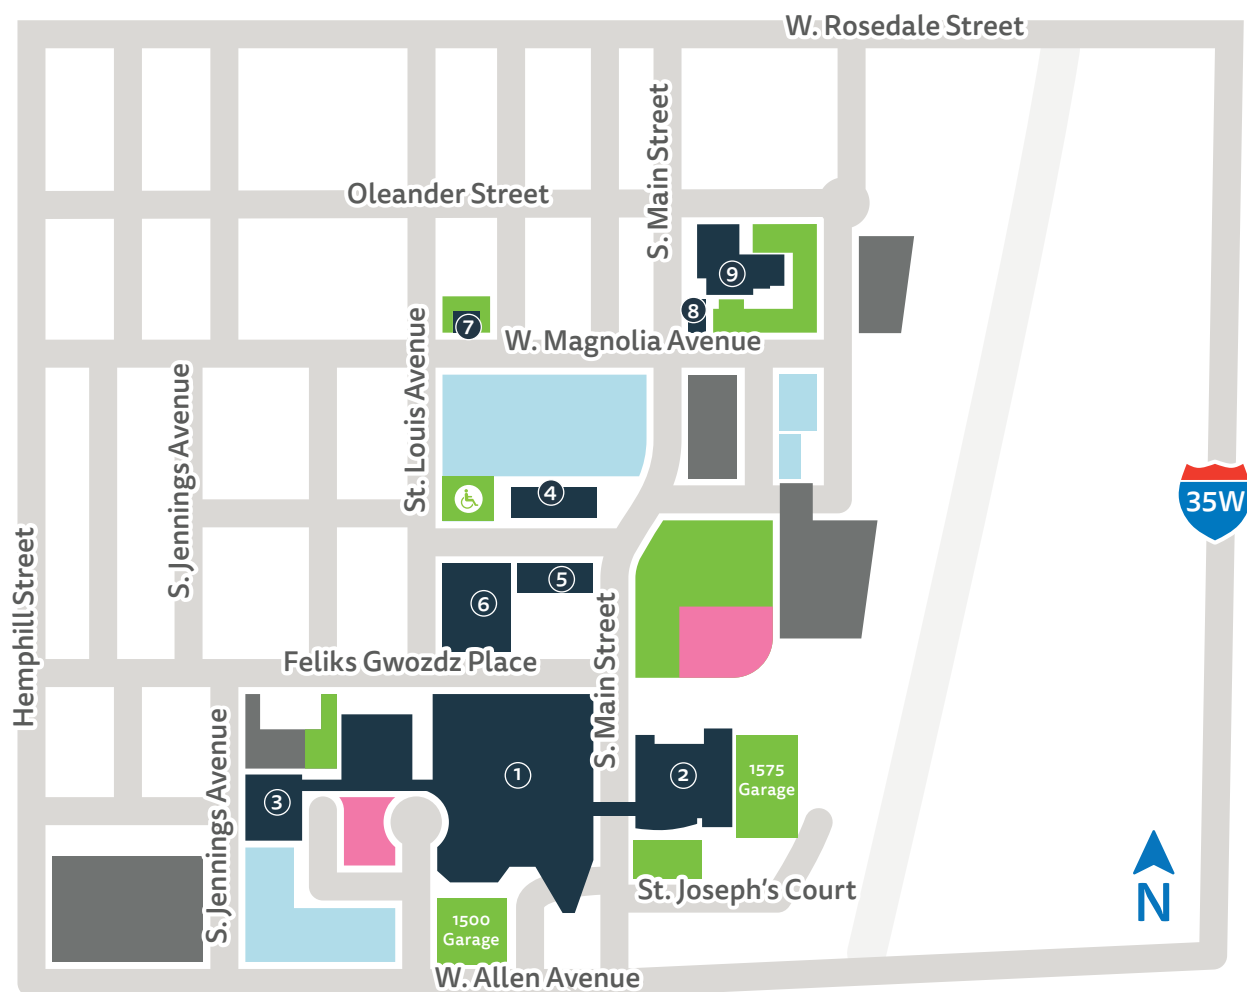 W. Rosedale Street
S. Main Street
Oleander Street
9
8
7
W. Magnolia Avenue
St. Louis Avenue
S. Jennings Avenue
4
35W
Hemphill Street
5
6
S. Main Street
Feliks Gwozdz Place
S. Jennings Avenue
1
2
1575
Garage
3
St. Joseph's Court
1500
Garage
N
W. Allen Avenue